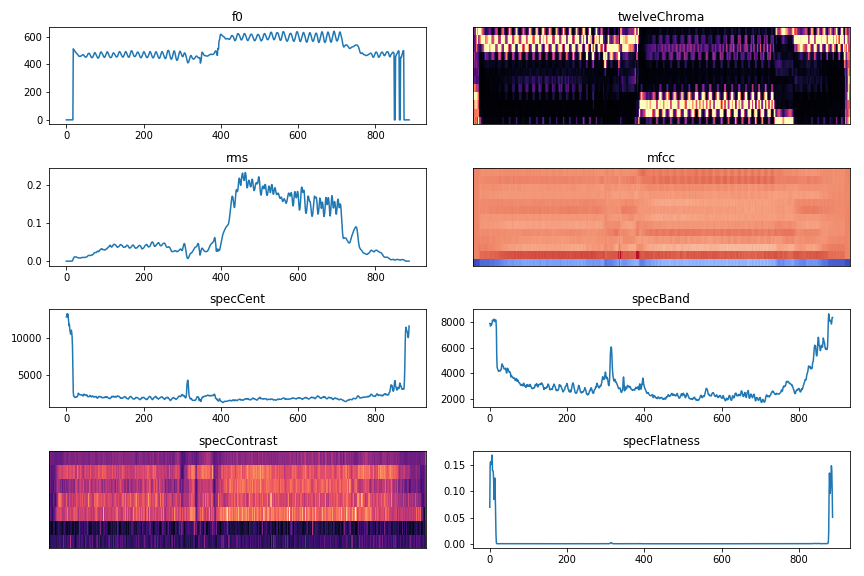 f0
600
400
200
0
0 200 400 600 800
twelveChroma
rms
0.2
0.1
0.0
0 200 400 600 800
mfcc
specCent
10000
5000
0 200 400 600 800
specBand
8000
6000
4000
2000
0 200 400 600 800
specContrast
specFlatness
0.15
0.10
0.05
0.00
0 200 400 600 800